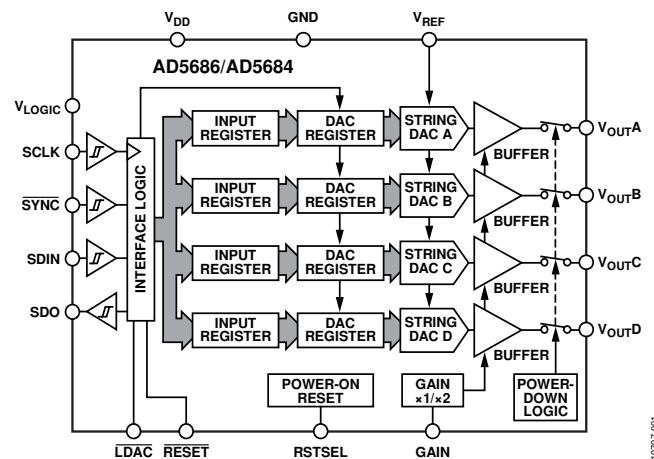 VDD
GND
VREF
AD5686/AD5684
VLOGIC
SCLK
SYNC
SDIN
SDO
INTERFACE LOGIC
INPUT
REGISTER
DAC
REGISTER
STRING
DAC A
BUFFER
VOUTA
INPUT
REGISTER
DAC
REGISTER
STRING
DAC B
BUFFER
VOUTB
INPUT
REGISTER
DAC
REGISTER
STRING
DAC C
BUFFER
VOUTC
INPUT
REGISTER
DAC
REGISTER
STRING
DAC D
BUFFER
VOUTD
POWER-ON
RESET
GAIN
×1/×2
POWER-
DOWN
LOGIC
LDAC
RESET
RSTSEL
GAIN
10797-001